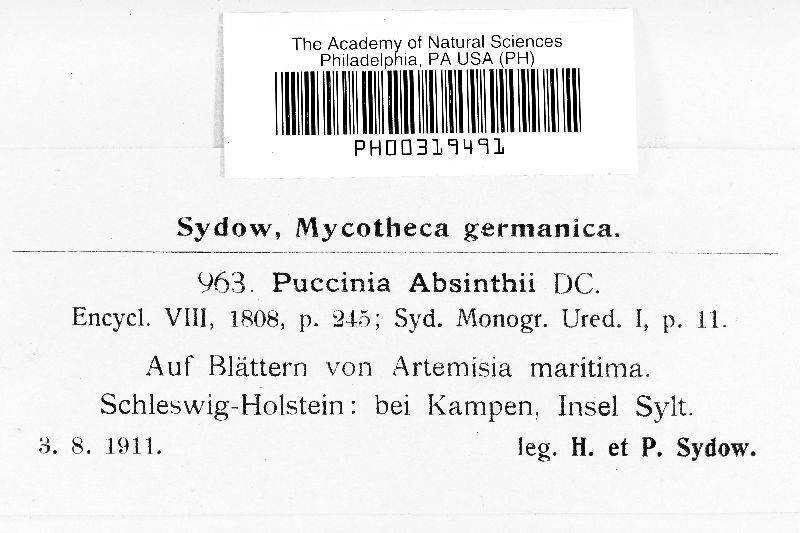 The Academy of Natural Sciences
Philadelphia, PA USA (PH)
PH00319491
Sydow, Mycotheca germanica.
963. Puccinia Absinthii DC.
Encycl. VIII, 1808, p. 245; Syd. Monogr. Ured. I, p. 11.
Auf Blättern von Artemisia maritima.
Schleswig-Holstein: bei Kampen, Insel Sylt.
3. 8. 1911. leg. H. et P. Sydow.